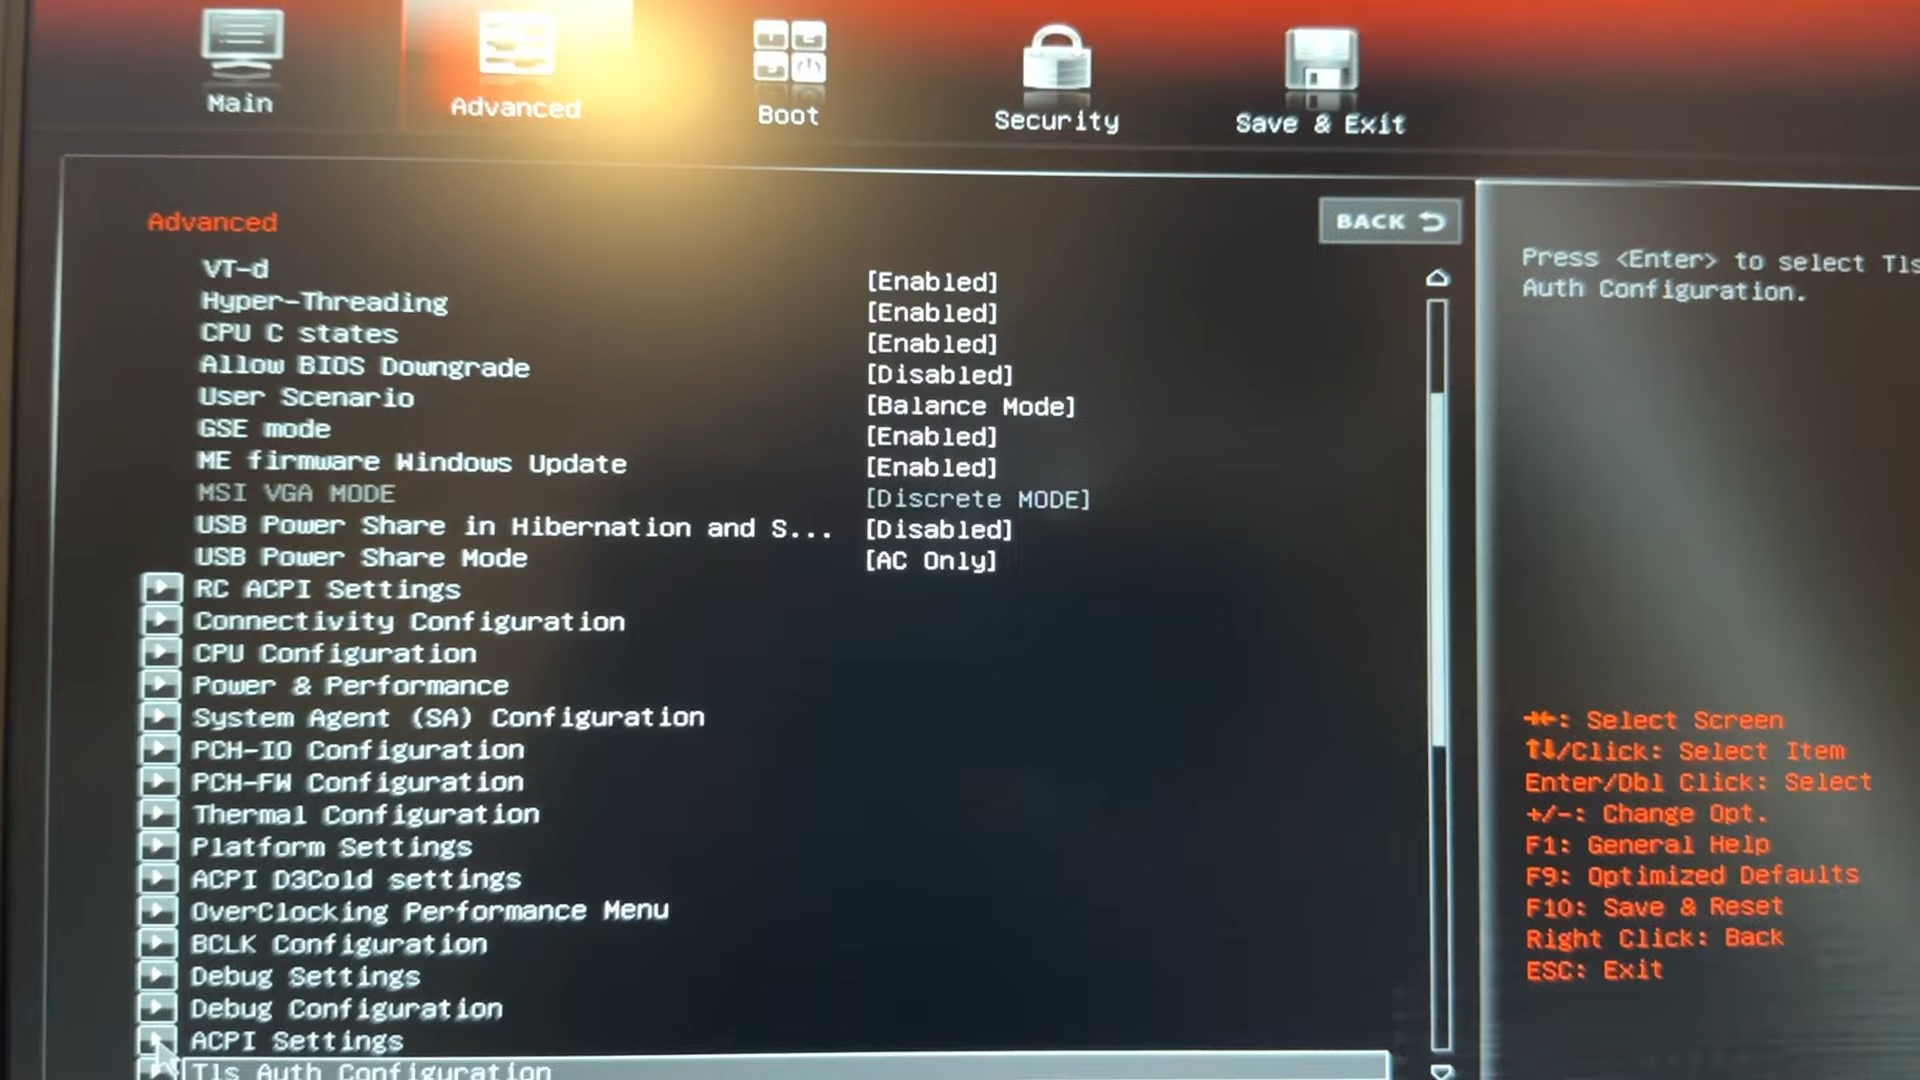 Main
Advanced
Boot
Security
Save & Exit
Advanced
BACK
VT-d [Enabled]
Hyper-Threading [Enabled]
CPU C states [Enabled]
Allow BIOS Downgrade [Disabled]
User Scenario [Balance Mode]
GSE mode [Enabled]
ME firmware Windows Update [Enabled]
MSI VGA MODE [Discrete MODE]
USB Power Share in Hibernation and S... [Disabled]
USB Power Share Mode [AC Only]
RC ACPI Settings
Connectivity Configuration
CPU Configuration
Power & Performance
System Agent (SA) Configuration
PCH-IO Configuration
PCH-FW Configuration
Thermal Configuration
Platform Settings
ACPI D3Cold settings
OverClocking Performance Menu
BCLK Configuration
Debug Settings
Debug Configuration
ACPI Settings
Tls Auth Configuration
Press <Enter> to select Tls
Auth Configuration.
→←: Select Screen
↑↓/Click: Select Item
Enter/Dbl Click: Select
+/-: Change Opt.
F1: General Help
F9: Optimized Defaults
F10: Save & Reset
Right Click: Back
ESC: Exit